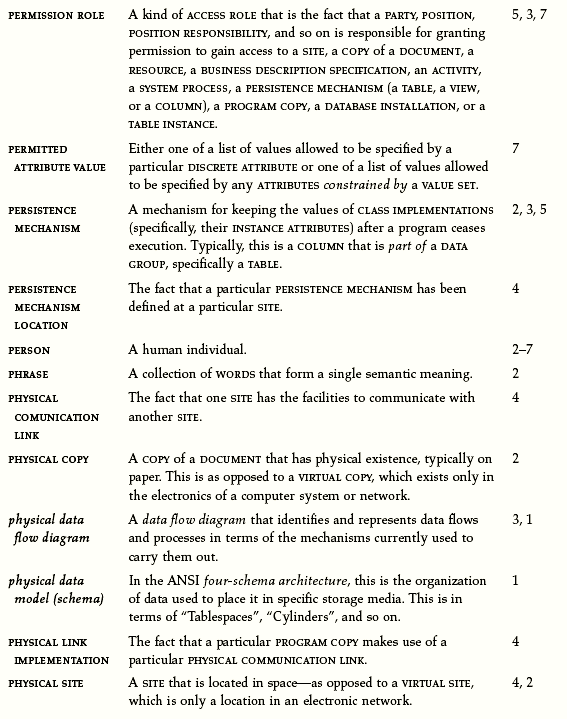 PERMISSION ROLE A kind of ACCESS ROLE that is the fact that a PARTY, POSITION, 5, 3, 7
POSITION RESPONSIBILITY, and so on is responsible for granting
permission to gain access to a SITE, a COPY of a DOCUMENT, a
RESOURCE, a BUSINESS DESCRIPTION SPECIFICATION, an ACTIVITY,
a SYSTEM PROCESS, a PERSISTENCE MECHANISM (a TABLE, a VIEW,
or a COLUMN), a PROGRAM COPY, a DATABASE INSTALLATION, or a
TABLE INSTANCE.
PERMITTED Either one of a list of values allowed to be specified by a 7
ATTRIBUTE VALUE particular DISCRETE ATTRIBUTE or one of a list of values allowed
to be specified by any ATTRIBUTES constrained by a VALUE SET.
PERSISTENCE A mechanism for keeping the values of CLASS IMPLEMENTATIONS 2, 3, 5
MECHANISM (specifically, their INSTANCE ATTRIBUTES) after a program ceases
execution. Typically, this is a COLUMN that is part of a DATA
GROUP, specifically a TABLE.
PERSISTENCE The fact that a particular PERSISTENCE MECHANISM has been 4
MECHANISM defined at a particular SITE.
LOCATION
PERSON A human individual. 2–7
PHRASE A collection of WORDS that form a single semantic meaning. 2
PHYSICAL The fact that one SITE has the facilities to communicate with 4
COMUNICATION another SITE.
LINK
PHYSICAL COPY A COPY of a DOCUMENT that has physical existence, typically on 2
paper. This is as opposed to a VIRTUAL COPY, which exists only in
the electronics of a computer system or network.
physical data A data flow diagram that identifies and represents data flows 3, 1
flow diagram and processes in terms of the mechanisms currently used to
carry them out.
physical data In the ANSI four-schema architecture, this is the organization 1
model (schema) of data used to place it in specific storage media. This is in
terms of “Tablespaces”, “Cylinders”, and so on.
PHYSICAL LINK The fact that a particular PROGRAM COPY makes use of a 4
IMPLEMENTATION particular PHYSICAL COMMUNICATION LINK.
PHYSICAL SITE A SITE that is located in space—as opposed to a VIRTUAL SITE, 4, 2
which is only a location in an electronic network.